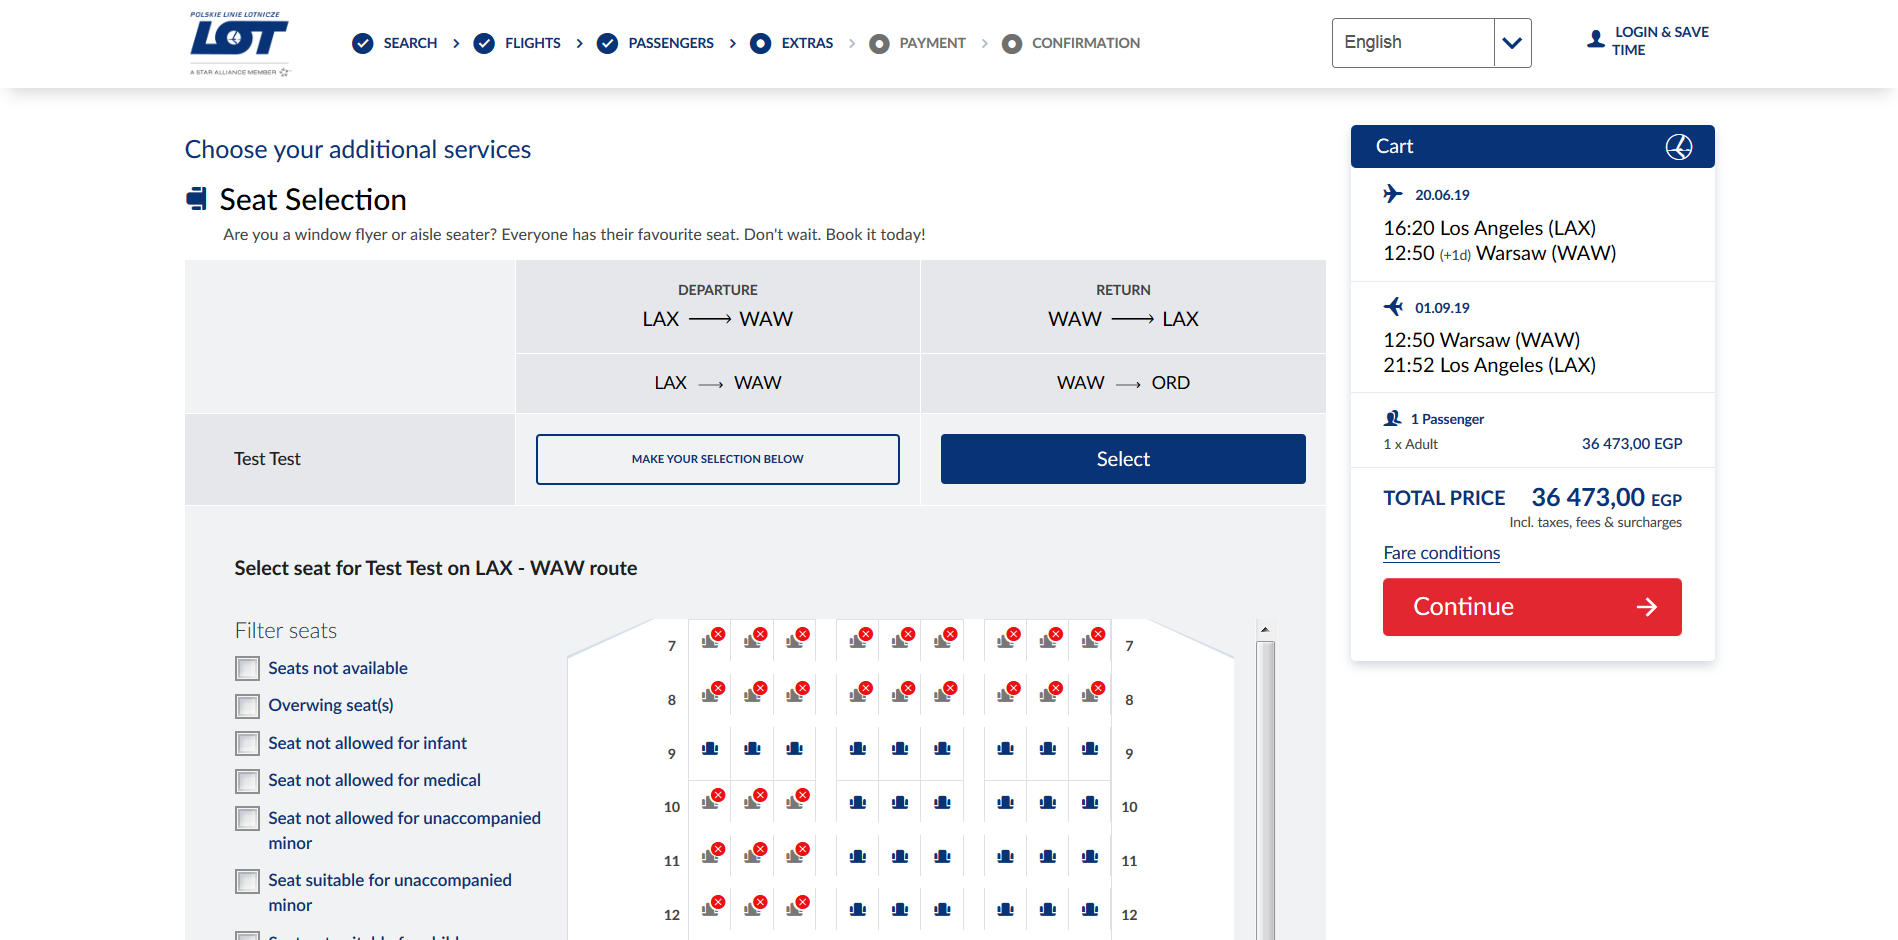 POLSKIE LINIE LOTNICZE
LOT
A STAR ALLIANCE MEMBER
SEARCH
FLIGHTS
PASSENGERS
EXTRAS
PAYMENT
CONFIRMATION
English
LOGIN & SAVE
TIME
Choose your additional services
Seat Selection
Are you a window flyer or aisle seater? Everyone has their favourite seat. Don't wait. Book it today!
DEPARTURE
LAX WAW
RETURN
WAW LAX
LAX WAW
WAW ORD
Test Test
MAKE YOUR SELECTION BELOW
Select
Select seat for Test Test on LAX - WAW route
Filter seats
Seats not available
Overwing seat(s)
Seat not allowed for infant
Seat not allowed for medical
Seat not allowed for unaccompanied
minor
Seat suitable for unaccompanied
minor
7 7
8 8
9 9
10 10
11 11
12 12
Cart
20.06.19
16:20 Los Angeles (LAX)
12:50 (+1d) Warsaw (WAW)
01.09.19
12:50 Warsaw (WAW)
21:52 Los Angeles (LAX)
1 Passenger
1 x Adult 36 473,00 EGP
TOTAL PRICE 36 473,00 EGP
Incl. taxes, fees & surcharges
Fare conditions
Continue